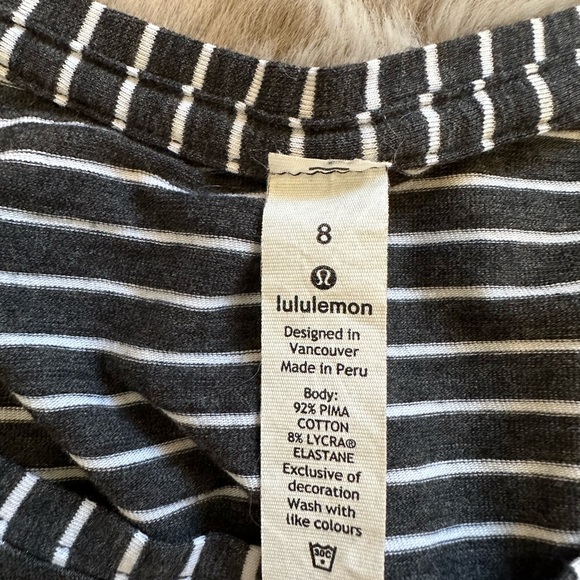 8
lululemon
Designed in
Vancouver
Made in Peru
Body:
92% PIMA
COTTON
8% LYCRA®
ELASTANE
Exclusive of
decoration
Wash with
like colours
30C